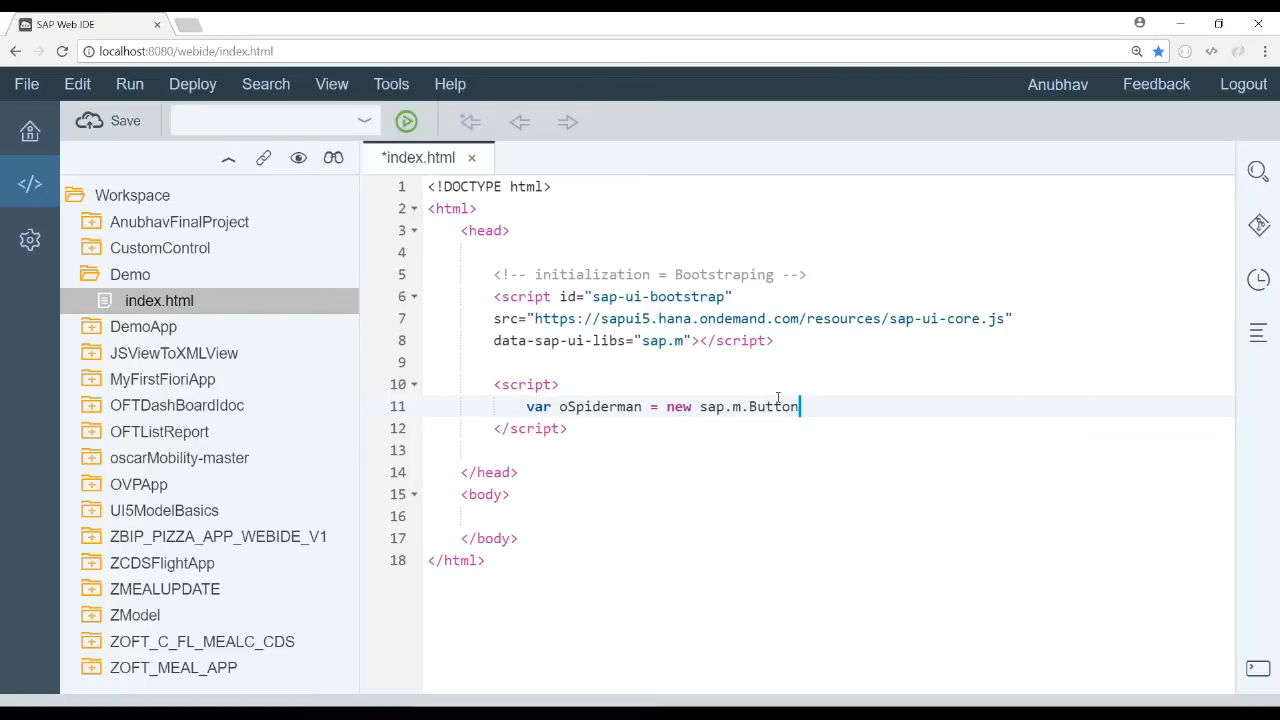 SAP Web IDE
localhost:8080/webide/index.html
File Edit Run Deploy Search View Tools Help Anubhav Feedback Logout
Save
*index.html
Workspace
AnubhavFinalProject
CustomControl
Demo
index.html
DemoApp
JSViewToXMLView
MyFirstFioriApp
OFTDashBoardIdoc
OFTListReport
oscarMobility-master
OVPApp
UI5ModelBasics
ZBIP_PIZZA_APP_WEBIDE_V1
ZCDSFlightApp
ZMEALUPDATE
ZModel
ZOFT_C_FL_MEALC_CDS
ZOFT_MEAL_APP
1 <!DOCTYPE html>
2 <html>
3 <head>
4
5 <!-- initialization = Bootstraping -->
6 <script id="sap-ui-bootstrap"
7 src="https://sapui5.hana.ondemand.com/resources/sap-ui-core.js"
8 data-sap-ui-libs="sap.m"></script>
9
10 <script>
11 var oSpiderman = new sap.m.Button
12 </script>
13
14 </head>
15 <body>
16
17 </body>
18 </html>